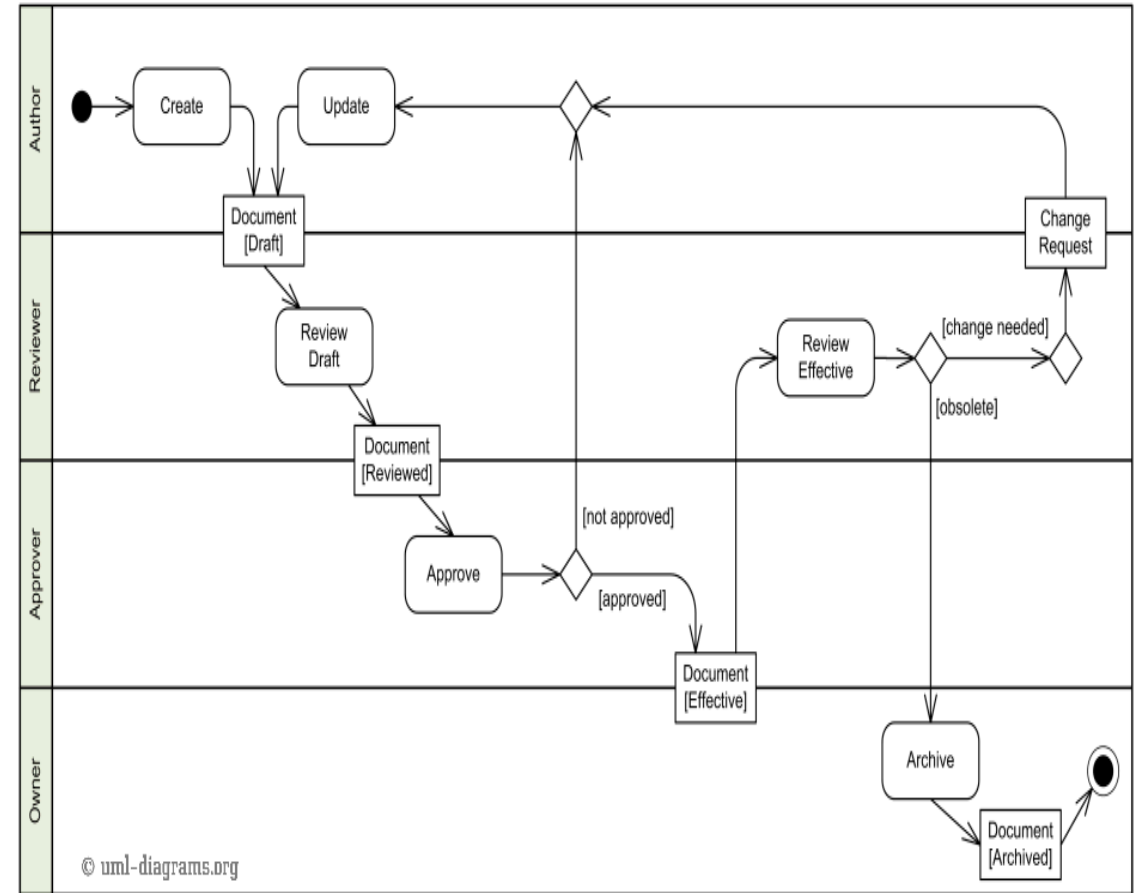 Author
Create
Update
Document
[Draft]
Change
Request
Reviewer
Review
Draft
Review
Effective
[change needed]
[obsolete]
Document
[Reviewed]
Approver
Approve
[not approved]
[approved]
Document
[Effective]
Owner
Archive
Document
[Archived]
© uml-diagrams.org